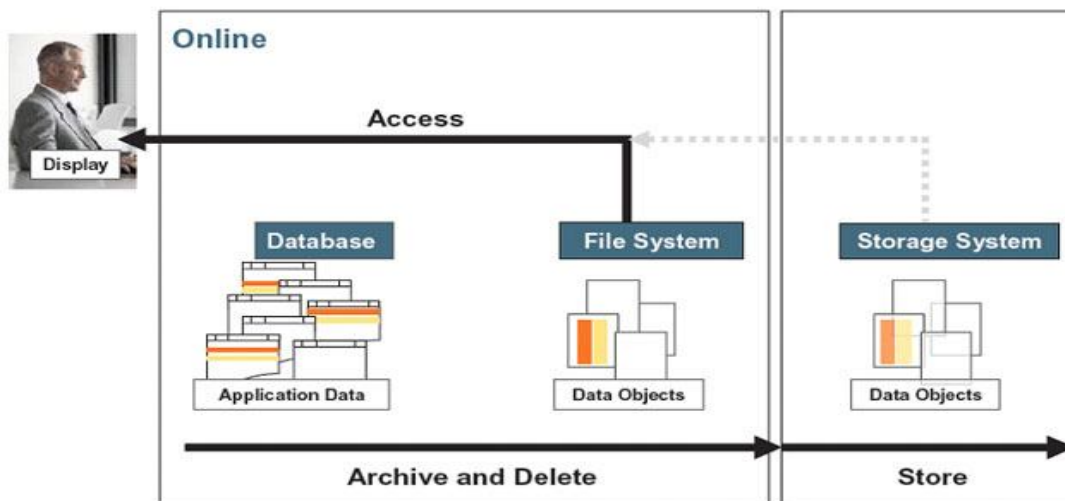 Online
Access
Display
Database
File System
Storage System
Application Data
Data Objects
Data Objects
Archive and Delete
Store